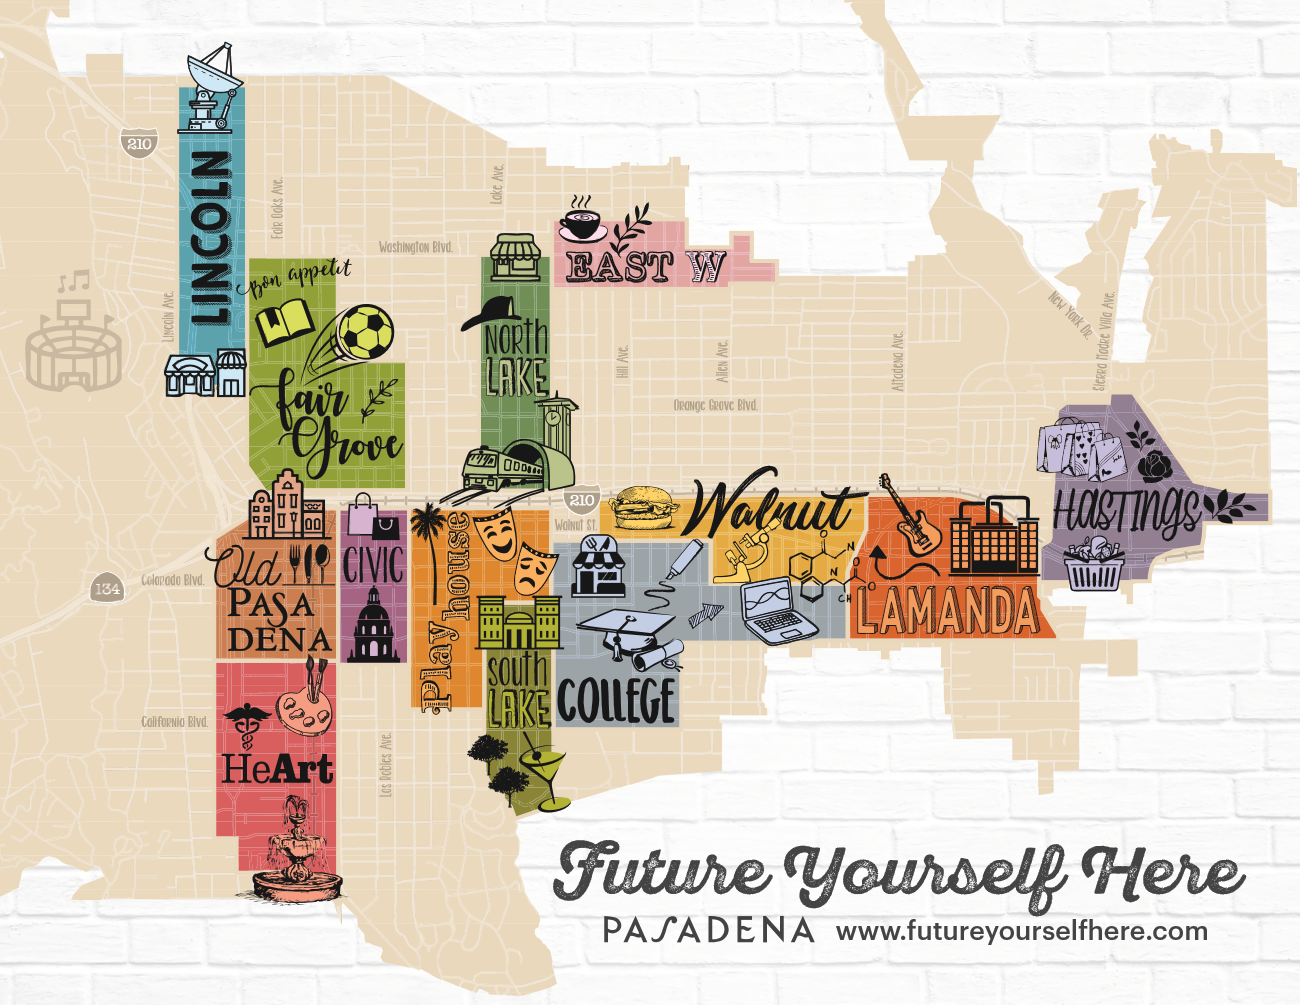 LINCOLN
210
Fair Oaks Ave.
Lake Ave.
Washington Blvd.
EAST W
bon appetit
Lincoln Ave.
fair
Grove
NORTH
LAKE
Hill Ave.
Allen Ave.
Orange Grove Blvd.
Altadena Ave.
New York Dr.
Sierra Madre Villa Ave.
HASTINGS
210
Walnut St.
Walnut
O
N
N
O
O
CH
LAMANDA
134
Colorado Blvd.
Old
PASA
DENA
CIVIC
Playhouse
SOUTH
LAKE
COLLEGE
California Blvd.
HeArt
Los Robles Ave.
Future Yourself Here
PASADENA www.futureyourselfhere.com